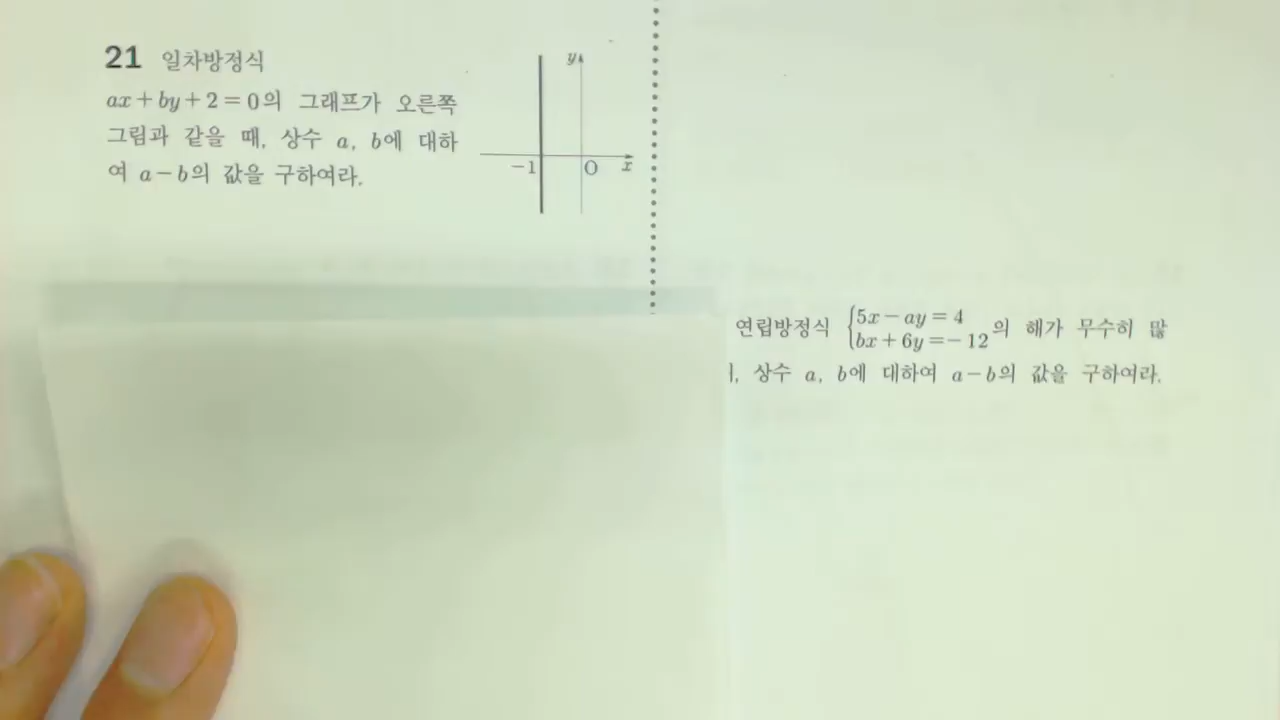 21 일차방정식
ax+by+2=0의 그래프가 오른쪽
그림과 같을 때, 상수 a, b에 대하
여 a-b의 값을 구하여라.
y
-1 O x
연립방정식 {5x-ay=4
bx+6y=-12 의 해가 무수히 많
상수 a, b에 대하여 a-b의 값을 구하여라.